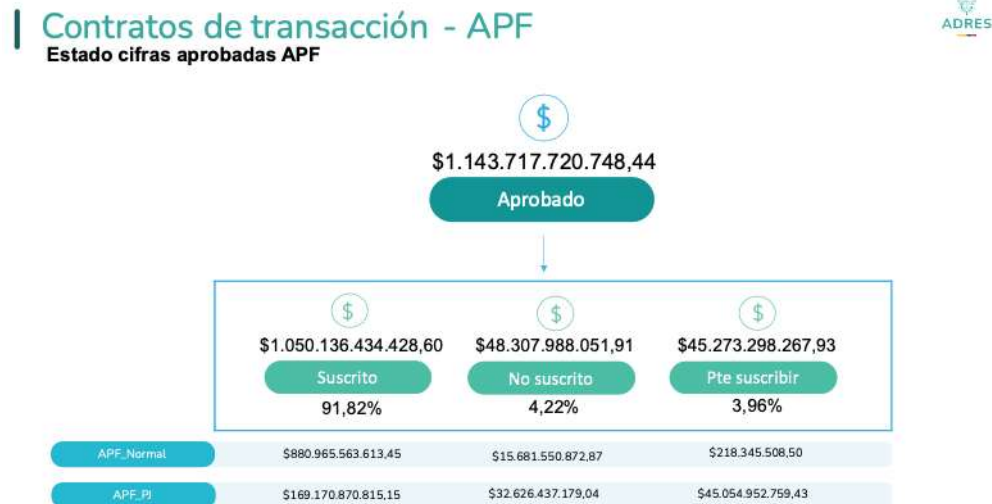 Contratos de transacción - APF
Estado cifras aprobadas APF
ADRES
$
$1.143.717.720.748,44
Aprobado
$ $ $
$1.050.136.434.428,60 $48.307.988.051,91 $45.273.298.267,93
Suscrito No suscrito Pte suscribir
91,82% 4,22% 3,96%
APF_Normal $880.965.563.613,45 $15.681.550.872,87 $218.345.508,50
APF_PJ $169.170.870.815,15 $32.626.437.179,04 $45.054.952.759,43